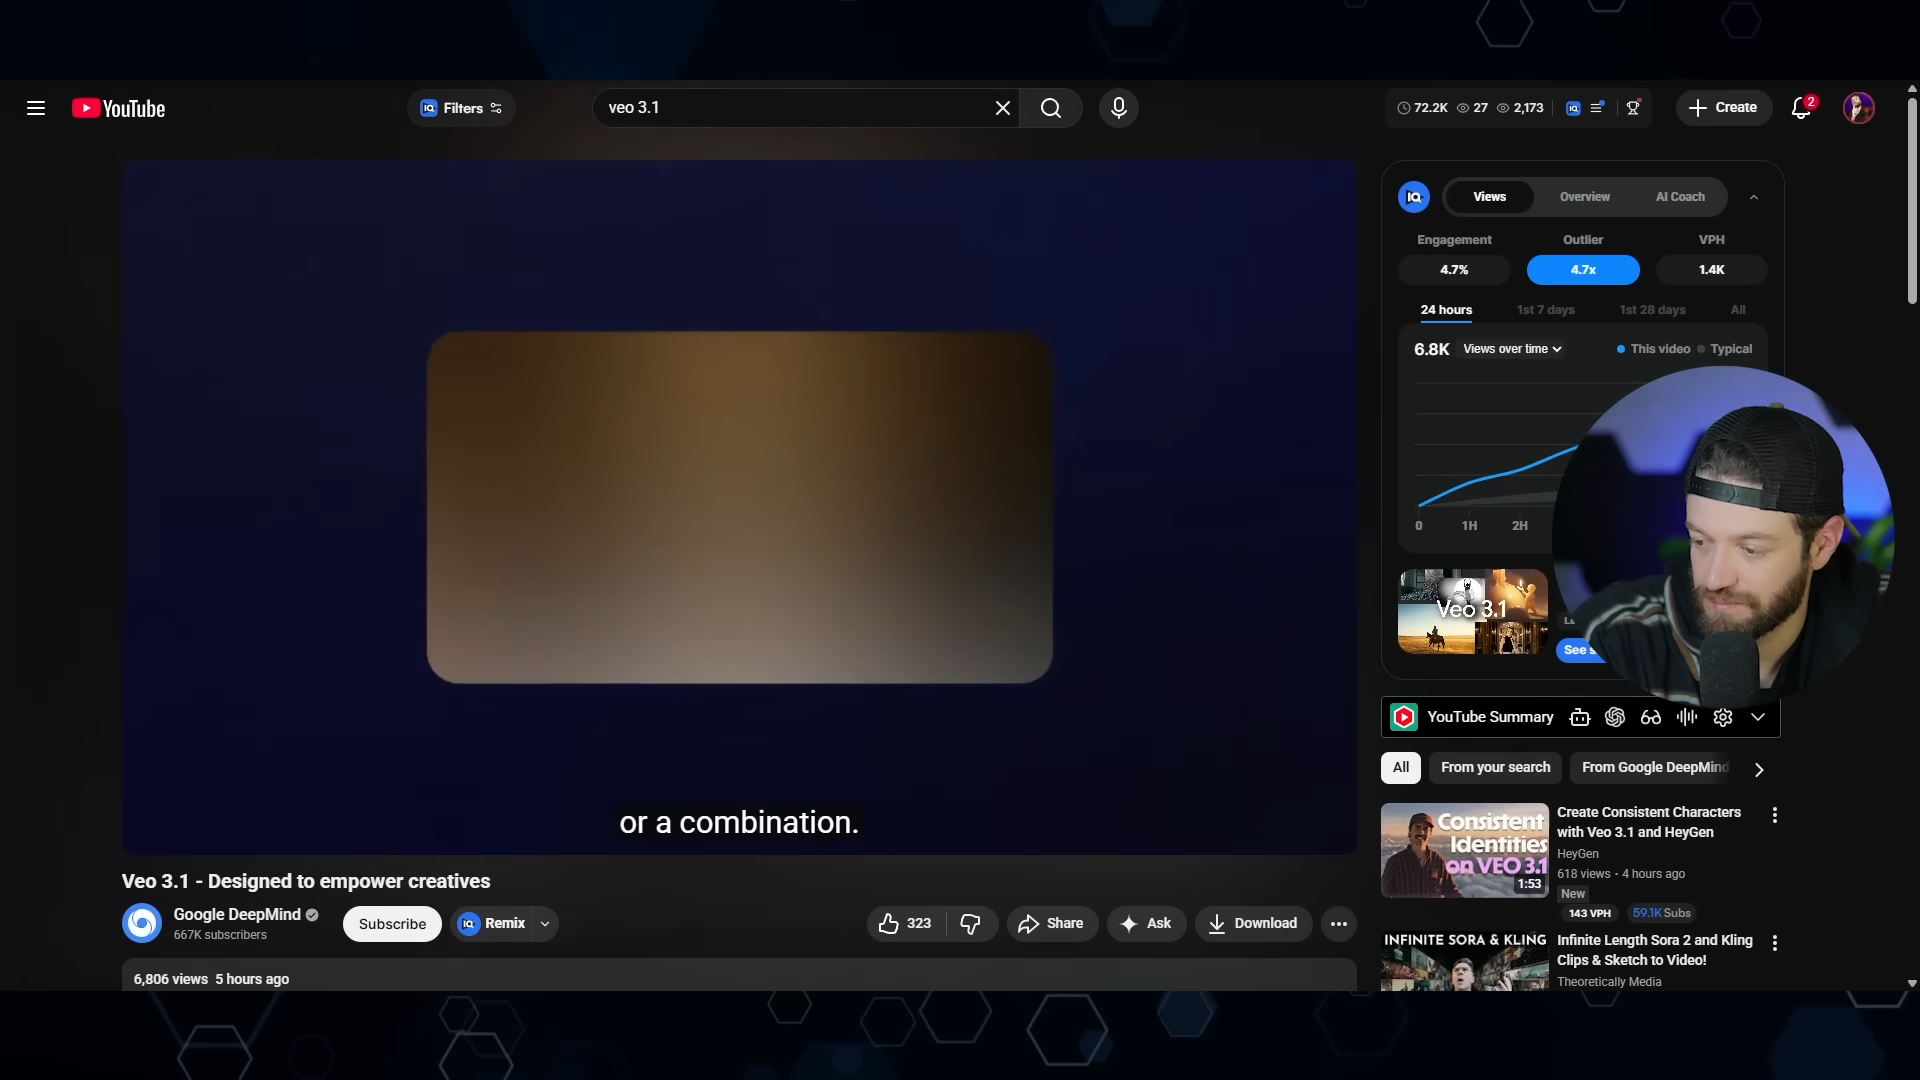 YouTube
IQ Filters
veo 3.1
72.2K 27 2,173 IQ
Create
2
or a combination.
Veo 3.1 - Designed to empower creatives
Google DeepMind
667K subscribers
Subscribe
IQ Remix
323
Share
Ask
Download
6,806 views 5 hours ago
IQ
Views Overview AI Coach
Engagement Outlier VPH
4.7% 4.7x 1.4K
24 hours 1st 7 days 1st 28 days All
6.8K Views over time This video Typical
0 1H 2H
Veo 3.1
See
YouTube Summary
All From your search From Google DeepMind
Consistent
Identities
on VEO 3.1
1:53
Create Consistent Characters
with Veo 3.1 and HeyGen
HeyGen
618 views · 4 hours ago
New
143 VPH 59.1K Subs
INFINITE SORA & KLING
Infinite Length Sora 2 and Kling
Clips & Sketch to Video!
Theoretically Media